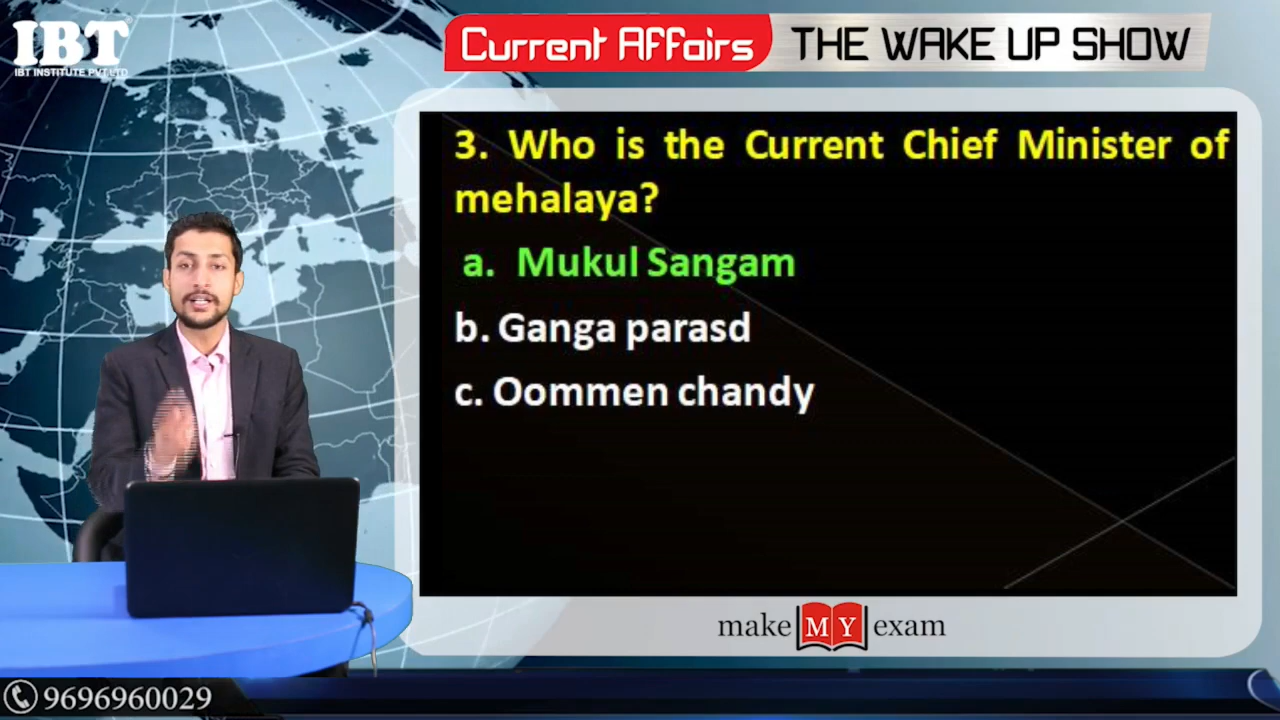 IBT
IBT INSTITUTE PVT.LTD
Current Affairs THE WAKE UP SHOW
3. Who is the Current Chief Minister of
mehalaya?
a. Mukul Sangam
b. Ganga parasd
c. Oommen chandy
make MY exam
9696960029